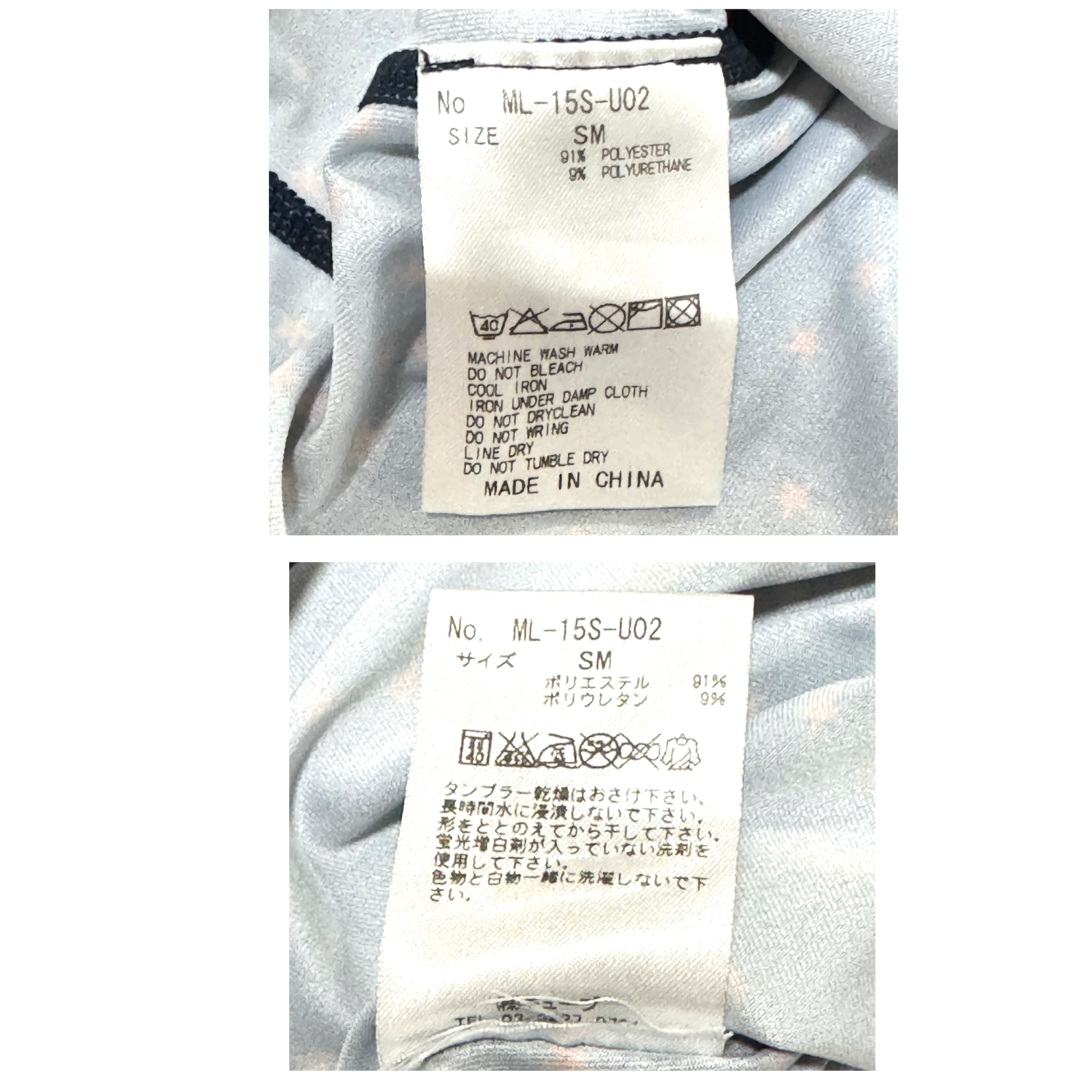 No ML-15S-U02
SIZE SM
91% POLYESTER
9% POLYURETHANE
40
MACHINE WASH WARM
DO NOT BLEACH
COOL IRON
IRON UNDER DAMP CLOTH
DO NOT DRYCLEAN
DO NOT WRING
LINE DRY
DO NOT TUMBLE DRY
MADE IN CHINA
No. ML-15S-U02
サイズ SM
ポリエステル 91%
ポリウレタン 9%
タンブラー乾燥はおさけ下さい。
長時間水に浸漬しないで下さい。
形をととのえてから干して下さい。
蛍光増白剤が入っていない洗剤を
使用して下さい。
色物と白物一緒に洗濯しないで下
さい。